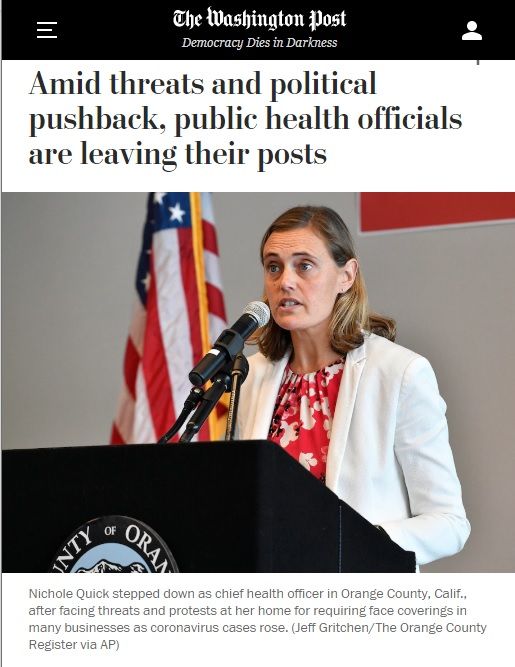 The Washington Post
Democracy Dies in Darkness
Amid threats and political
pushback, public health officials
are leaving their posts
OF
Nichole Quick stepped down as chief health officer in Orange County, Calif.,
after facing threats and protests at her home for requiring face coverings in
many businesses as coronavirus cases rose. (Jeff Gritchen/The Orange County
Register via AP)